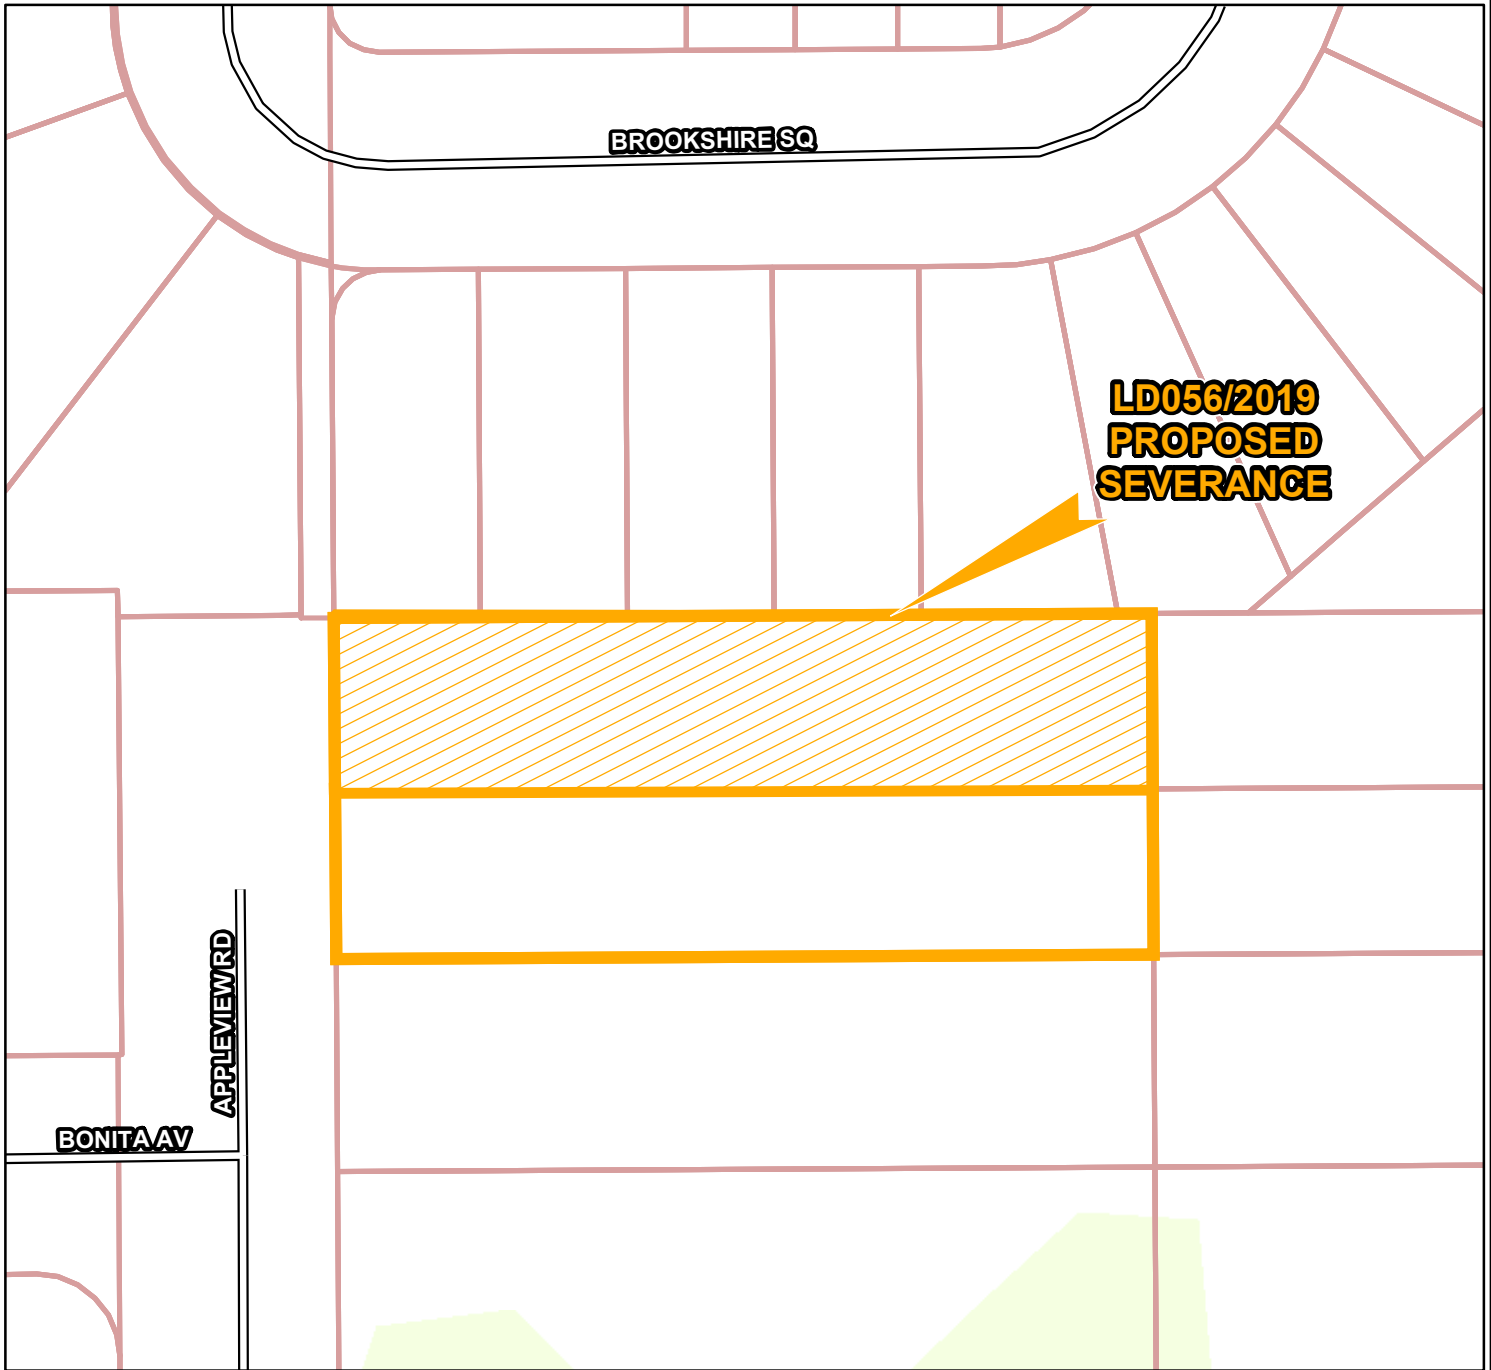 BROOKSHIRE SQ
LD056/2019
PROPOSED
SEVERANCE
APPLEVIEW RD
BONITA AV